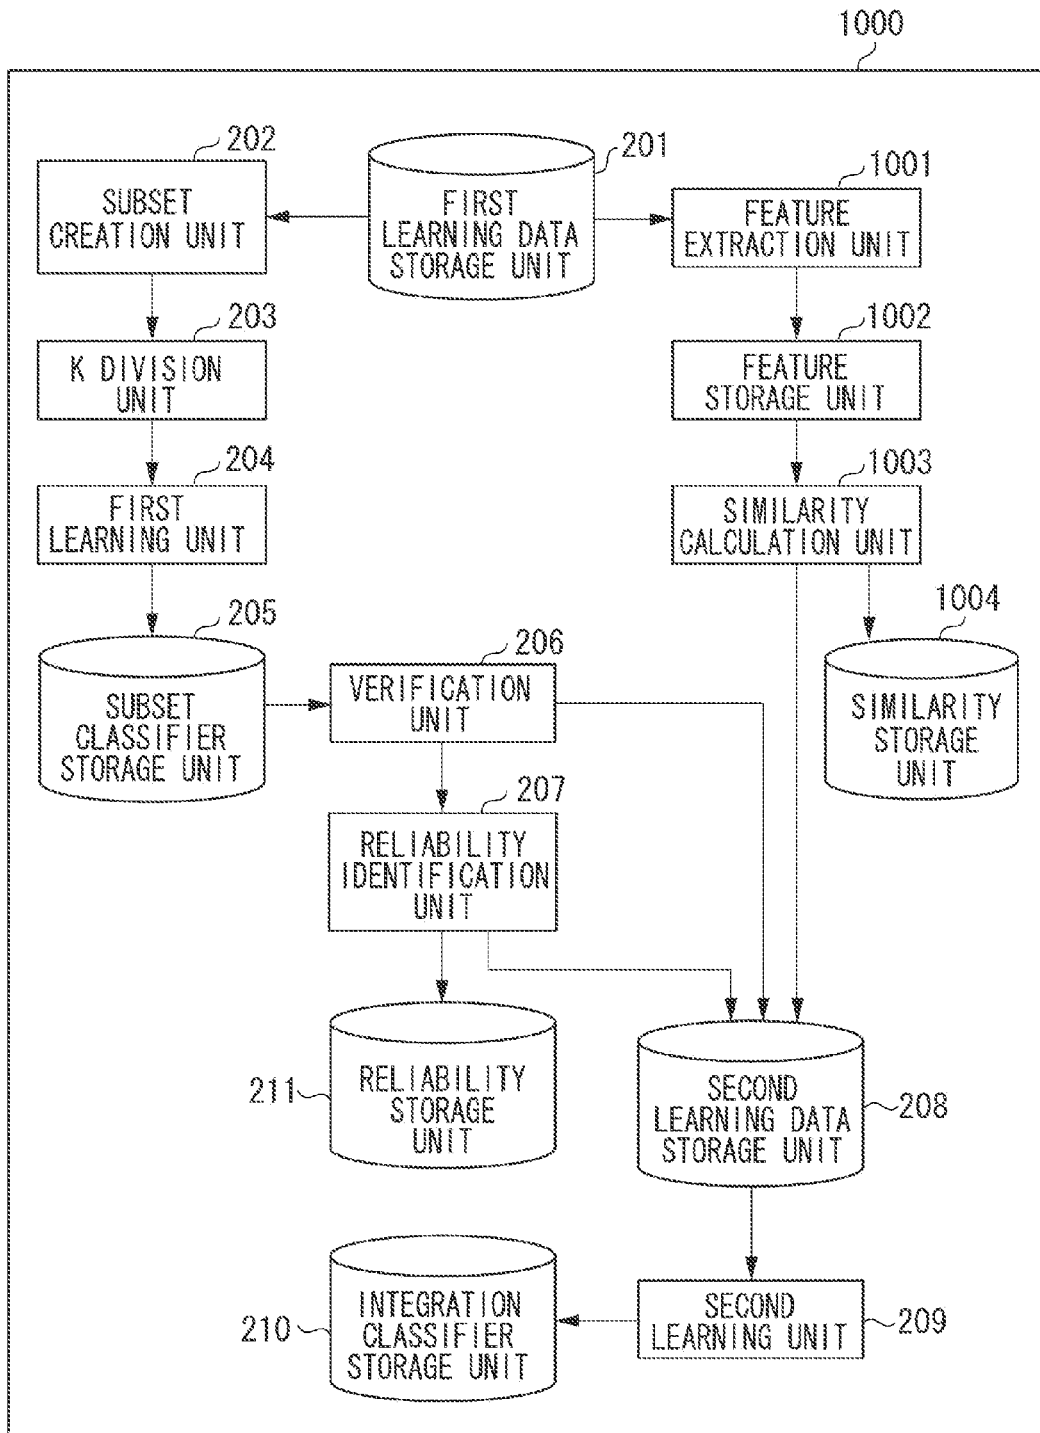 1000
202
SUBSET
CREATION UNIT
201
FIRST
LEARNING DATA
STORAGE UNIT
1001
FEATURE
EXTRACTION UNIT
203
K DIVISION
UNIT
1002
FEATURE
STORAGE UNIT
204
FIRST
LEARNING UNIT
1003
SIMILARITY
CALCULATION UNIT
205
SUBSET
CLASSIFIER
STORAGE UNIT
206
VERIFICATION
UNIT
1004
SIMILARITY
STORAGE
UNIT
207
RELIABILITY
IDENTIFICATION
UNIT
211
RELIABILITY
STORAGE
UNIT
SECOND
LEARNING DATA
STORAGE UNIT
208
210
INTEGRATION
CLASSIFIER
STORAGE UNIT
SECOND
LEARNING UNIT
209